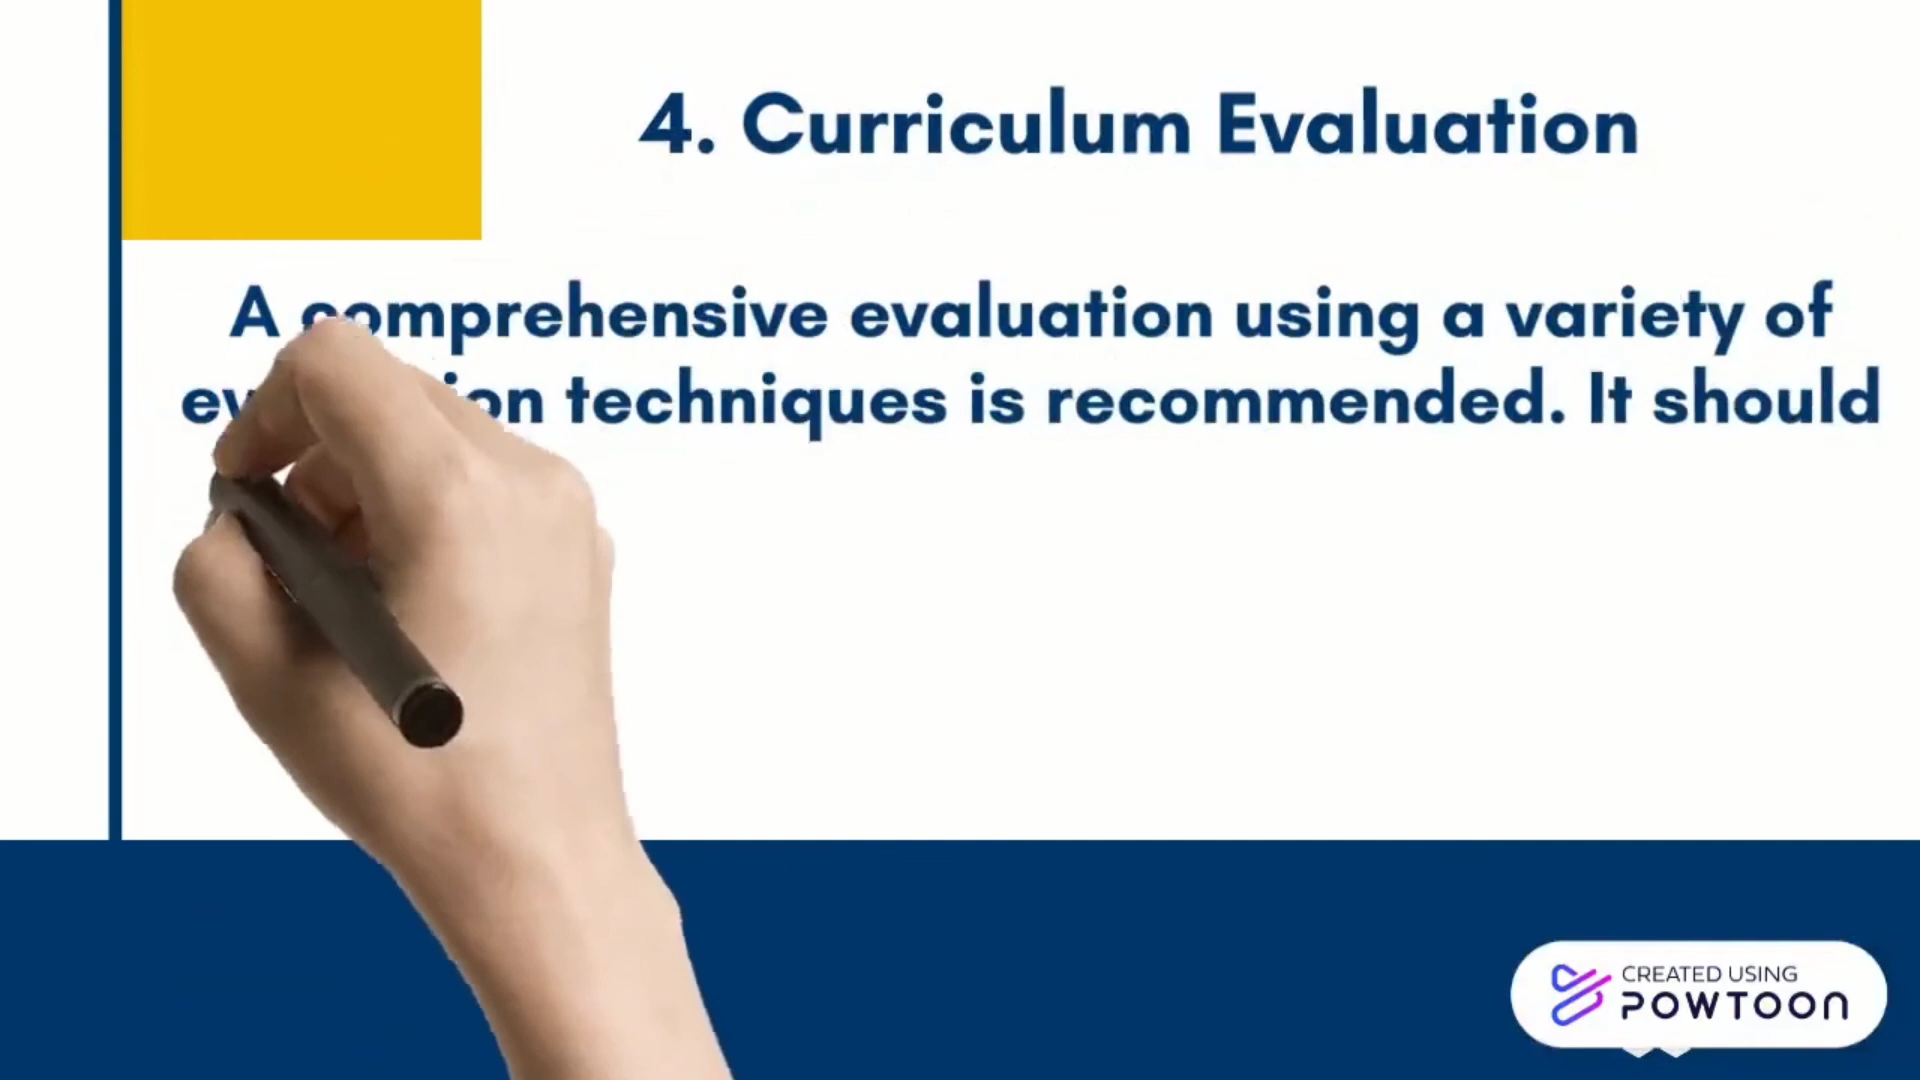 4. Curriculum Evaluation
A comprehensive evaluation using a variety of
techniques is recommended. It should
CREATED USING
POWTOON